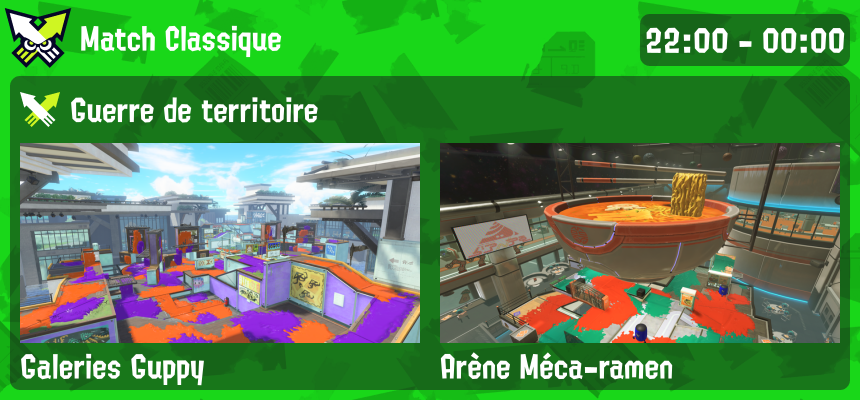 Match Classique
22:00 - 00:00
Guerre de territoire
Galeries Guppy
Arène Méca-ramen